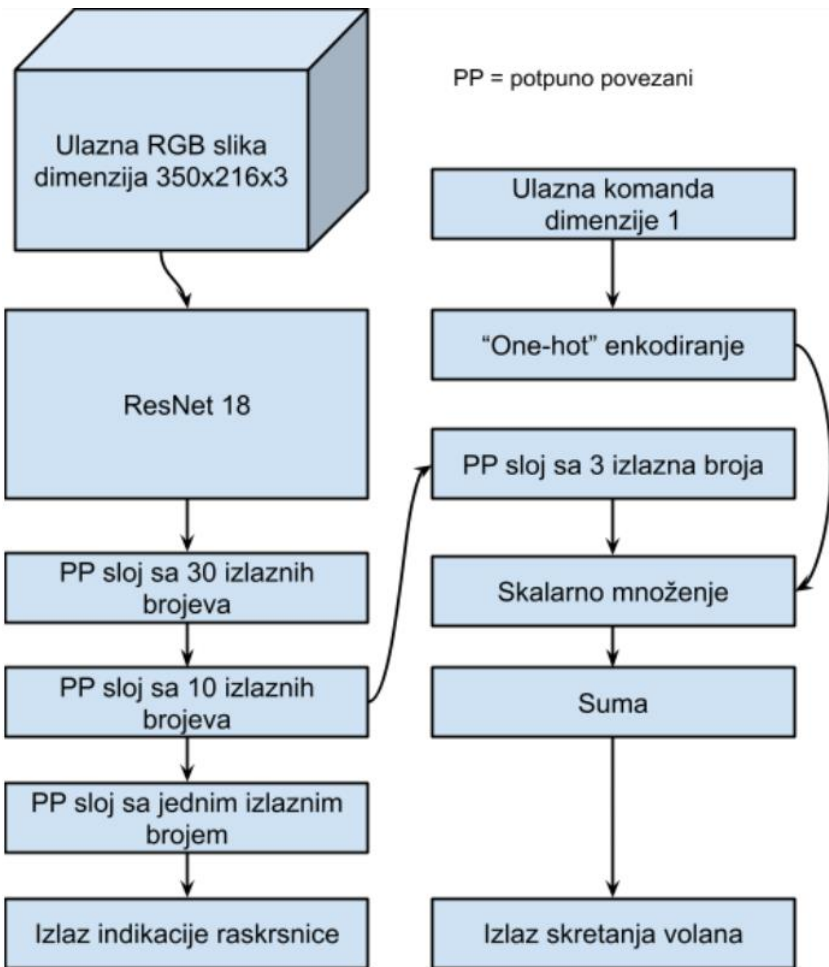 Ulazna RGB slika
dimenzija 350x216x3
ResNet 18
PP sloj sa 30 izlaznih
brojeva
PP sloj sa 10 izlaznih
brojeva
PP sloj sa jednim izlaznim
brojem
Izlaz indikacije raskrsnice
PP = potpuno povezani
Ulazna komanda
dimenzije 1
“One-hot” enkodiranje
PP sloj sa 3 izlazna broja
Skalarno množenje
Suma
Izlaz skretanja volana